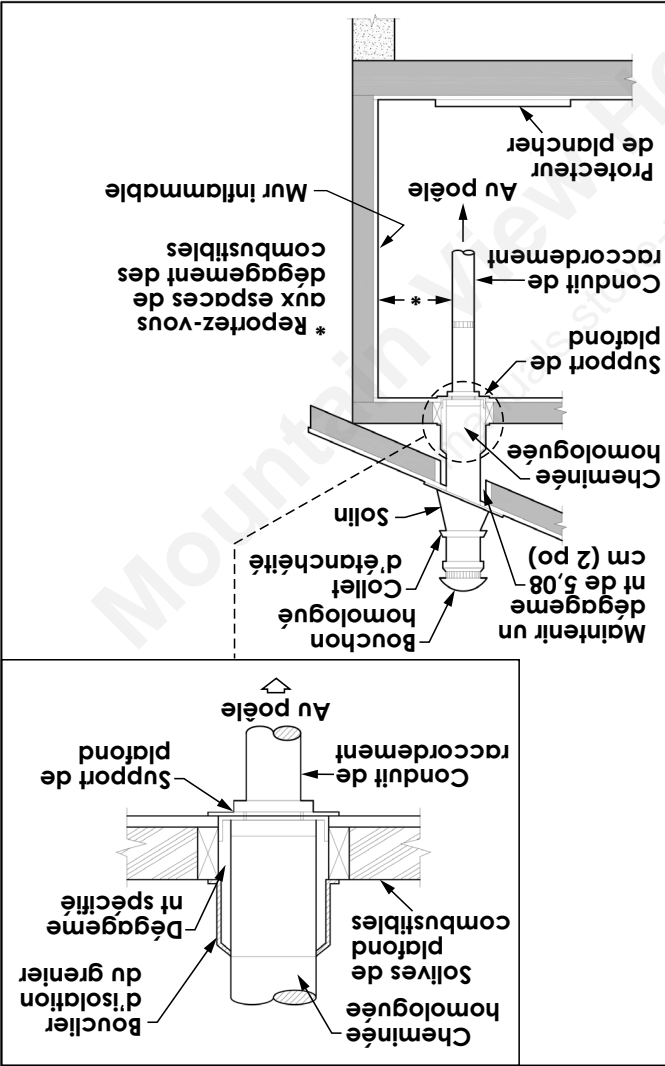 Cheminée
homologuée
Bouclier
d'isolation
du grenier
Solives de
plafond
combustibles
Dégageme
nt spécifié
Conduit de
raccordement
Support de
plafond
Au poêle
Maintenir un
dégageme
nt de 5,08
cm (2 po)
Bouchon
homologué
Collet
d'étanchéité
Solin
Cheminée
homologuée
Support de
plafond
Conduit de
raccordement
* Reportez-vous
aux espaces de
dégagement des
combustibles
*
Au poêle
Mur inflammable
Protecteur
de plancher
Mountain View